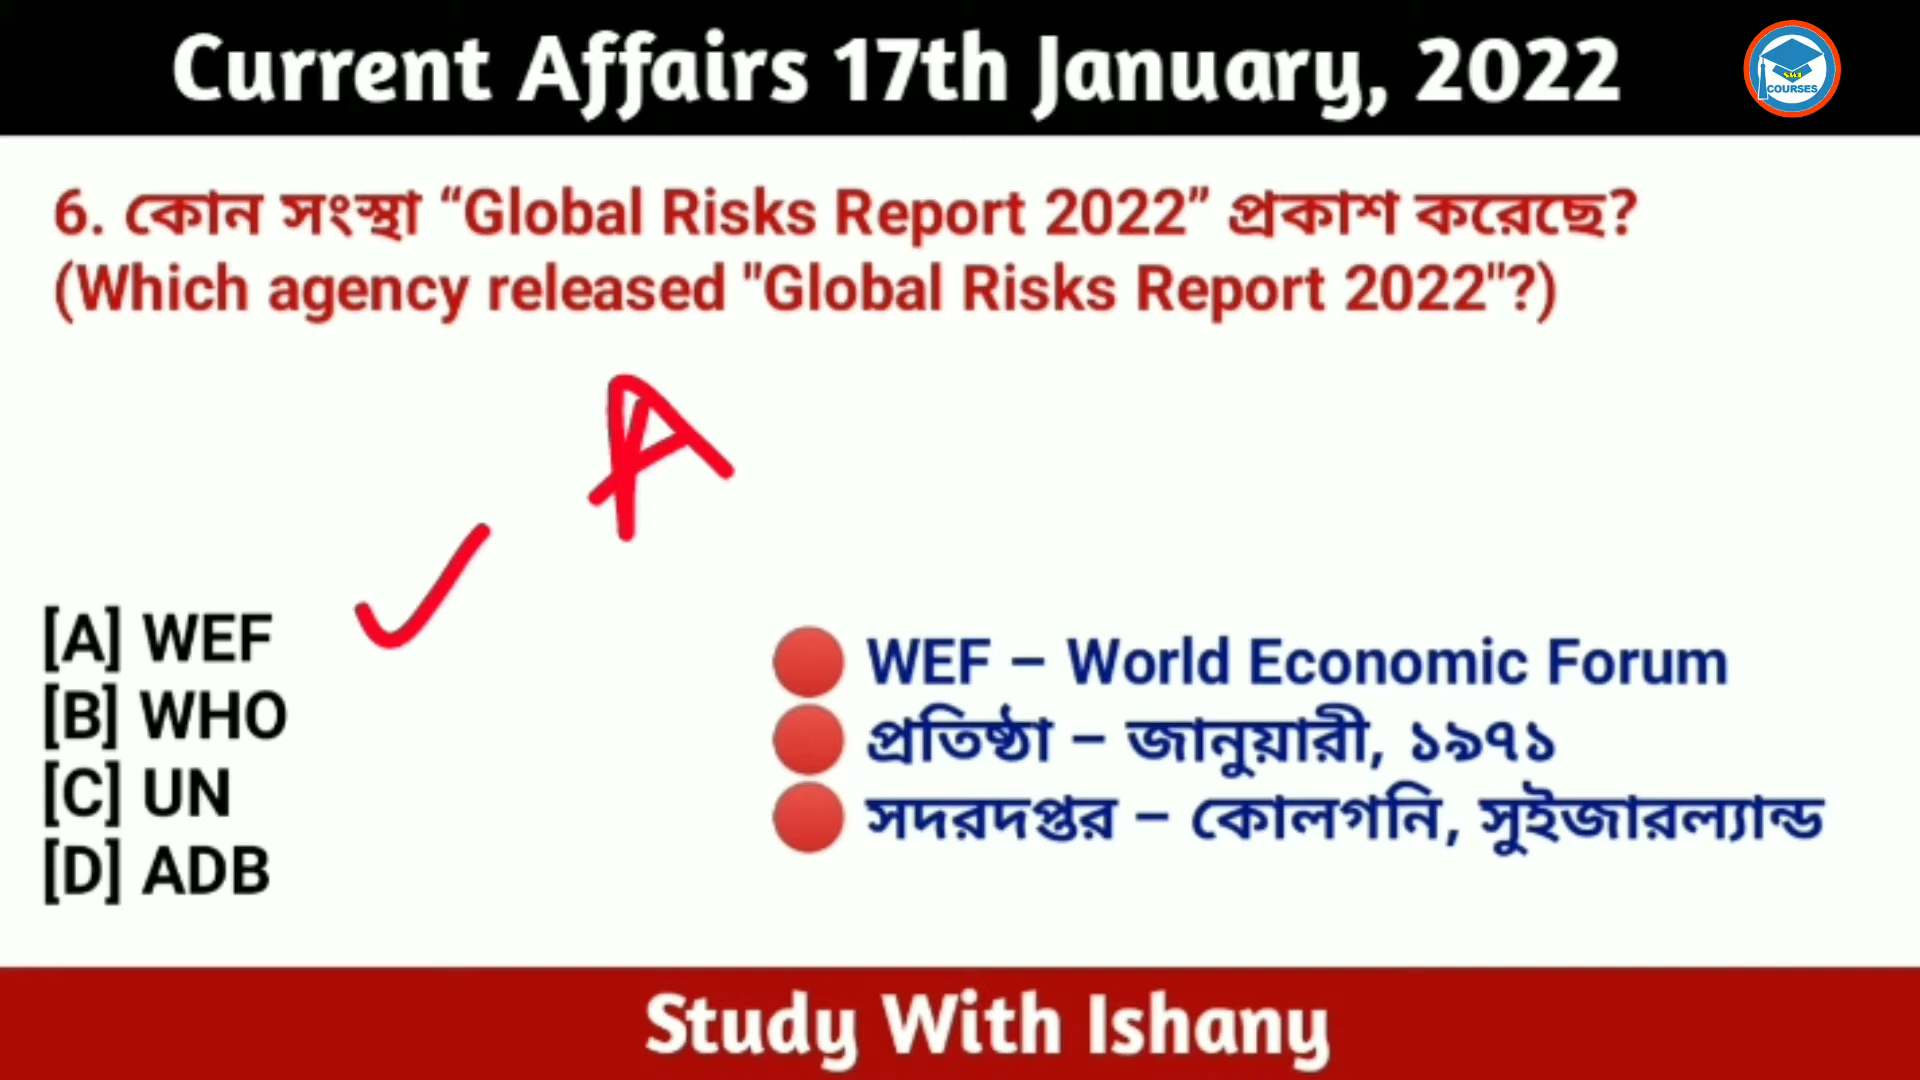 Current Affairs 17th January, 2022
SWI
COURSES
6. কোন সংস্থা “Global Risks Report 2022” প্রকাশ করেছে?
(Which agency released "Global Risks Report 2022"?)
A
[A] WEF
[B] WHO
[C] UN
[D] ADB
WEF – World Economic Forum
প্রতিষ্ঠা – জানুয়ারী, ১৯৭১
সদরদপ্তর – কোলগনি, সুইজারল্যান্ড
Study With Ishany